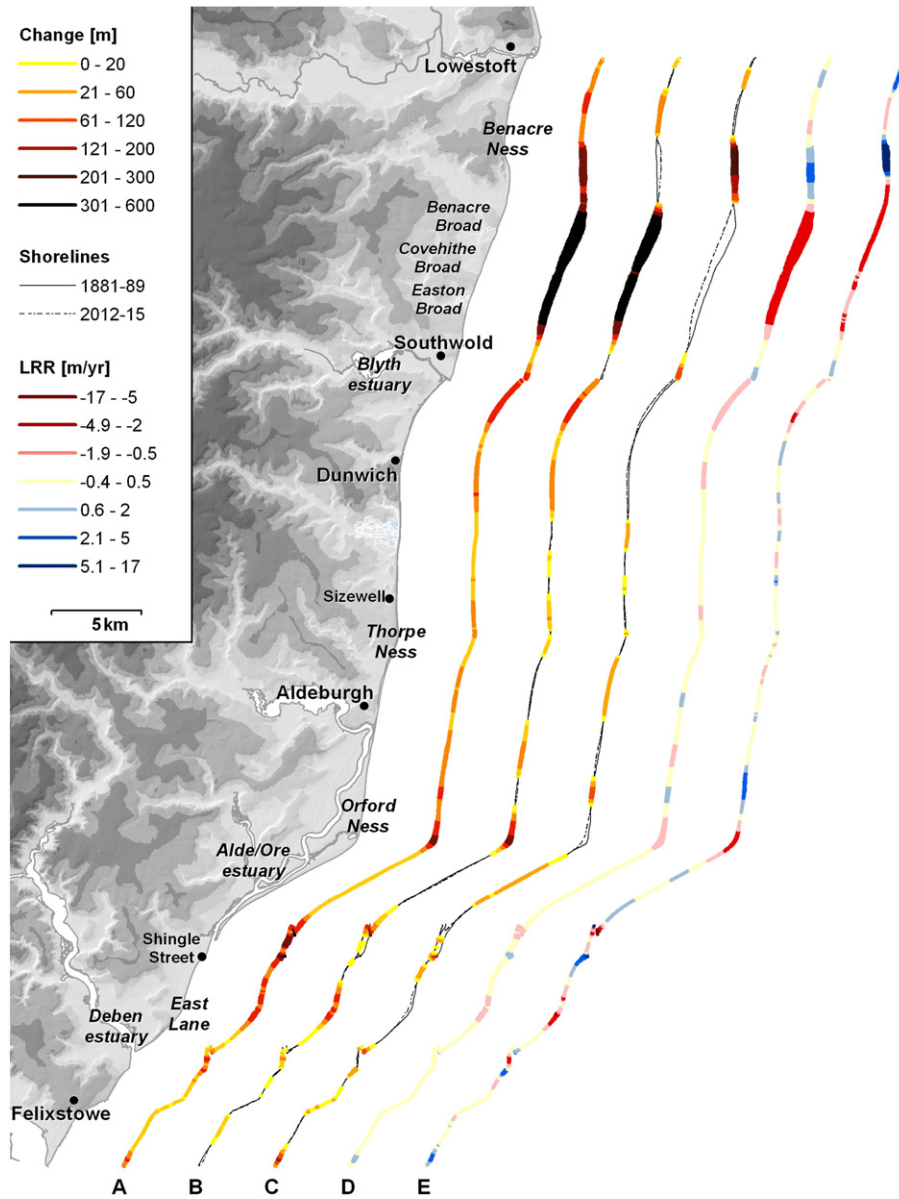 Change [m]
0 - 20
21 - 60
61 - 120
121 - 200
201 - 300
301 - 600
Shorelines
1881-89
2012-15
LRR [m/yr]
-17 - -5
-4.9 - -2
-1.9 - -0.5
-0.4 - 0.5
0.6 - 2
2.1 - 5
5.1 - 17
5 km
Lowestoft
Benacre
Ness
Benacre
Broad
Covehithe
Broad
Easton
Broad
Southwold
Blyth
estuary
Dunwich
Sizewell
Thorpe
Ness
Aldeburgh
Orford
Ness
Alde/Ore
estuary
Shingle
Street
East
Lane
Deben
estuary
Felixstowe
A B C D E